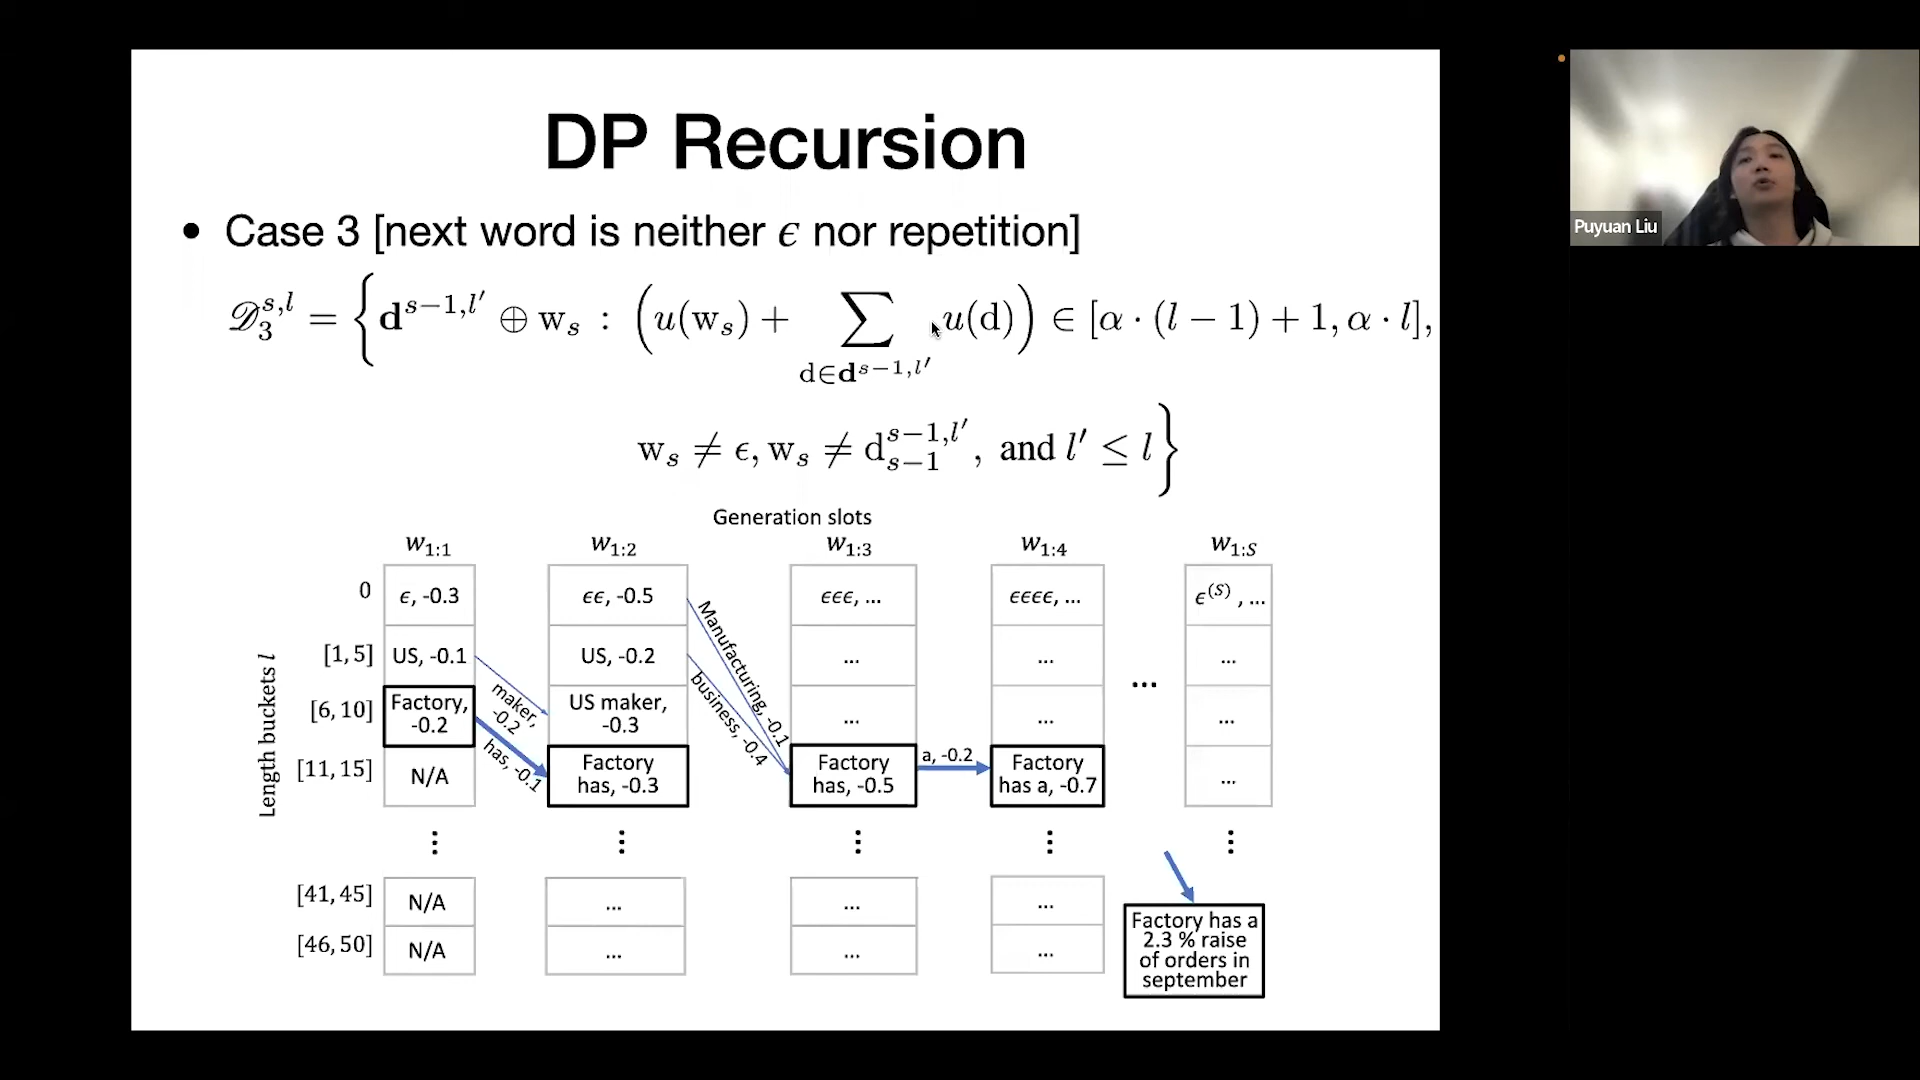 DP Recursion
• Case 3 [next word is neither ϵ nor repetition]
𝒟₃^{s,l} = { d^{s−1,l′} ⊕ w_s : ( u(w_s) + ∑_{d∈d^{s−1,l′}} u(d) ) ∈ [α · (l − 1) + 1, α · l],
w_s ≠ ϵ, w_s ≠ d_{s−1}^{s−1,l′}, and l′ ≤ l }
Generation slots
w_{1:1} w_{1:2} w_{1:3} w_{1:4} w_{1:S}
Length buckets l
0 ϵ, -0.3 ϵϵ, -0.5 ϵϵϵ, ... ϵϵϵϵ, ... ϵ^{(S)}, ...
Manufacturing, -0.1
[1, 5] US, -0.1 US, -0.2 ... ... ...
maker, -0.2
business, -0.4
...
[6, 10] Factory, -0.2 US maker, -0.3 ... ... ...
has, -0.1
a, -0.2
[11, 15] N/A Factory has, -0.3 Factory has, -0.5 Factory has a, -0.7 ...
⋮ ⋮ ⋮ ⋮ ⋮
[41, 45] N/A ... ... ...
[46, 50] N/A ... ... ...
Factory has a
2.3 % raise
of orders in
september
Puyuan Liu